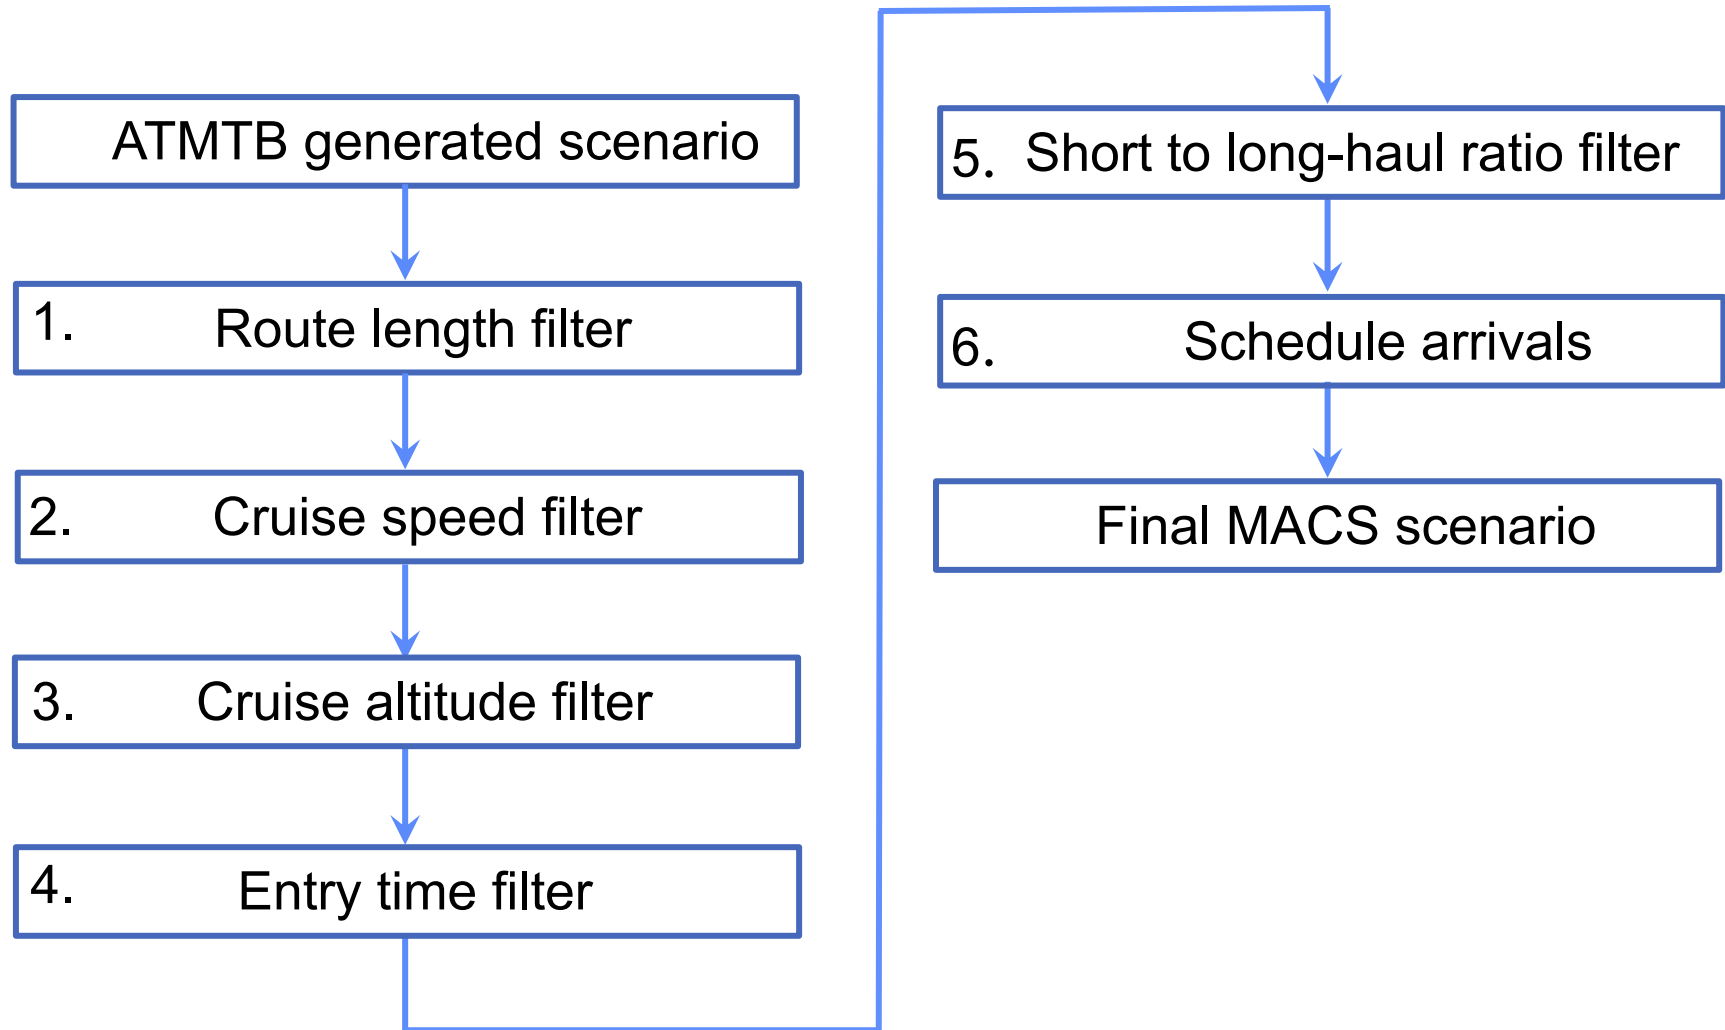 ATMTB generated scenario
1. Route length filter
2. Cruise speed filter
3. Cruise altitude filter
4. Entry time filter
5. Short to long-haul ratio filter
6. Schedule arrivals
Final MACS scenario